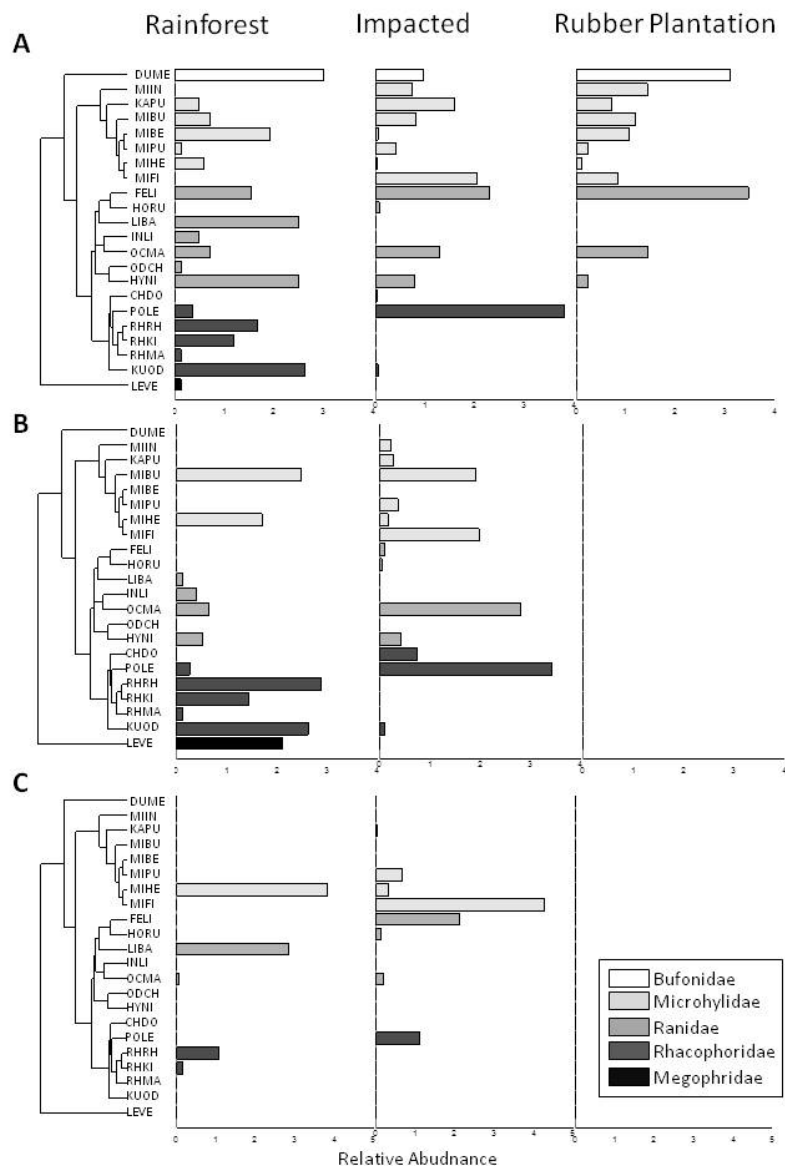 Rainforest Impacted Rubber Plantation
A
DUME
MIIN
KAPU
MIBU
MIBE
MIPU
MIHE
MIFI
FELI
HORU
LIBA
INLI
OCMA
ODCH
HYNI
CHDO
POLE
RHRH
RHKI
RHMA
KUOD
LEVE
0 1 2 3 4 0 1 2 3 4 0 1 2 3 4
B
DUME
MIIN
KAPU
MIBU
MIBE
MIPU
MIHE
MIFI
FELI
HORU
LIBA
INLI
OCMA
ODCH
HYNI
CHDO
POLE
RHRH
RHKI
RHMA
KUOD
LEVE
0 1 2 3 4 0 1 2 3 4 0 1 2 3 4
C
DUME
MIIN
KAPU
MIBU
MIBE
MIPU
MIHE
MIFI
FELI
HORU
LIBA
INLI
OCMA
ODCH
HYNI
CHDO
POLE
RHRH
RHKI
RHMA
KUOD
LEVE
0 1 2 3 4 5 0 1 2 3 4 5 0 1 2 3 4 5
Bufonidae
Microhylidae
Ranidae
Rhacophoridae
Megophridae
Relative Abudnance